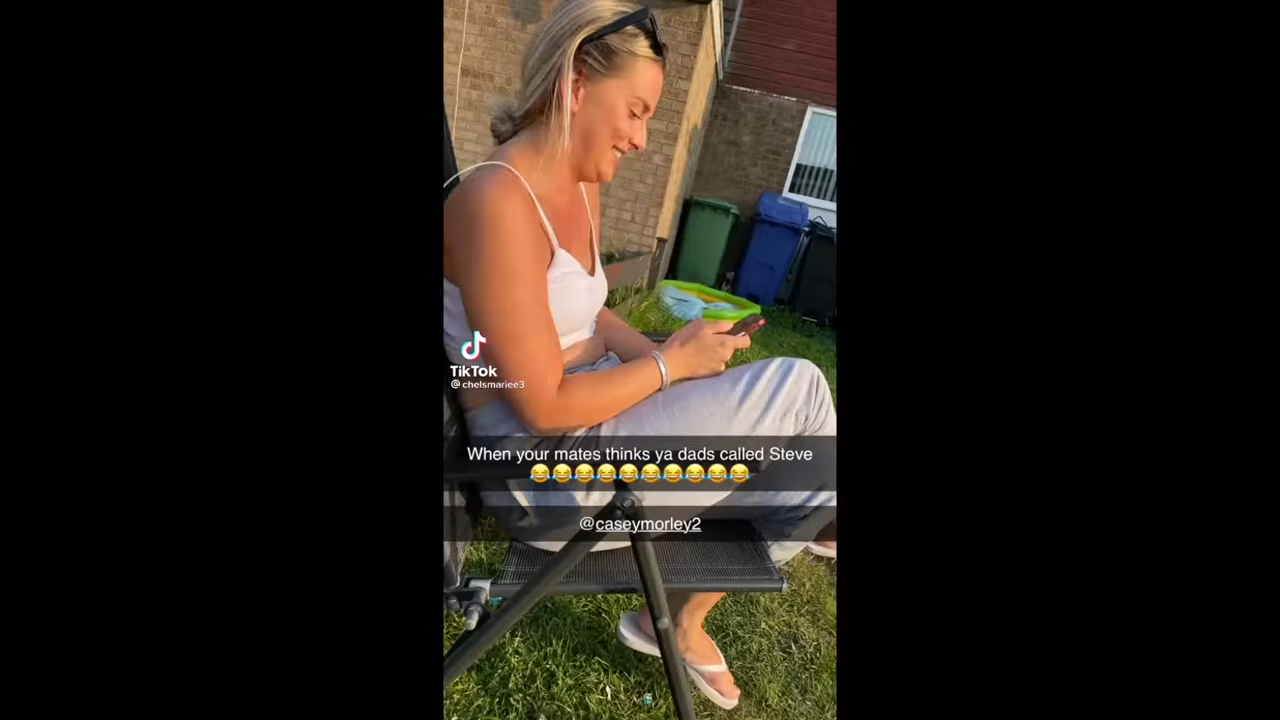 TikTok
@chelsmariee3
When your mates thinks ya dads called Steve
😂😂😂😂😂😂😂😂😂😂
@caseymorley2